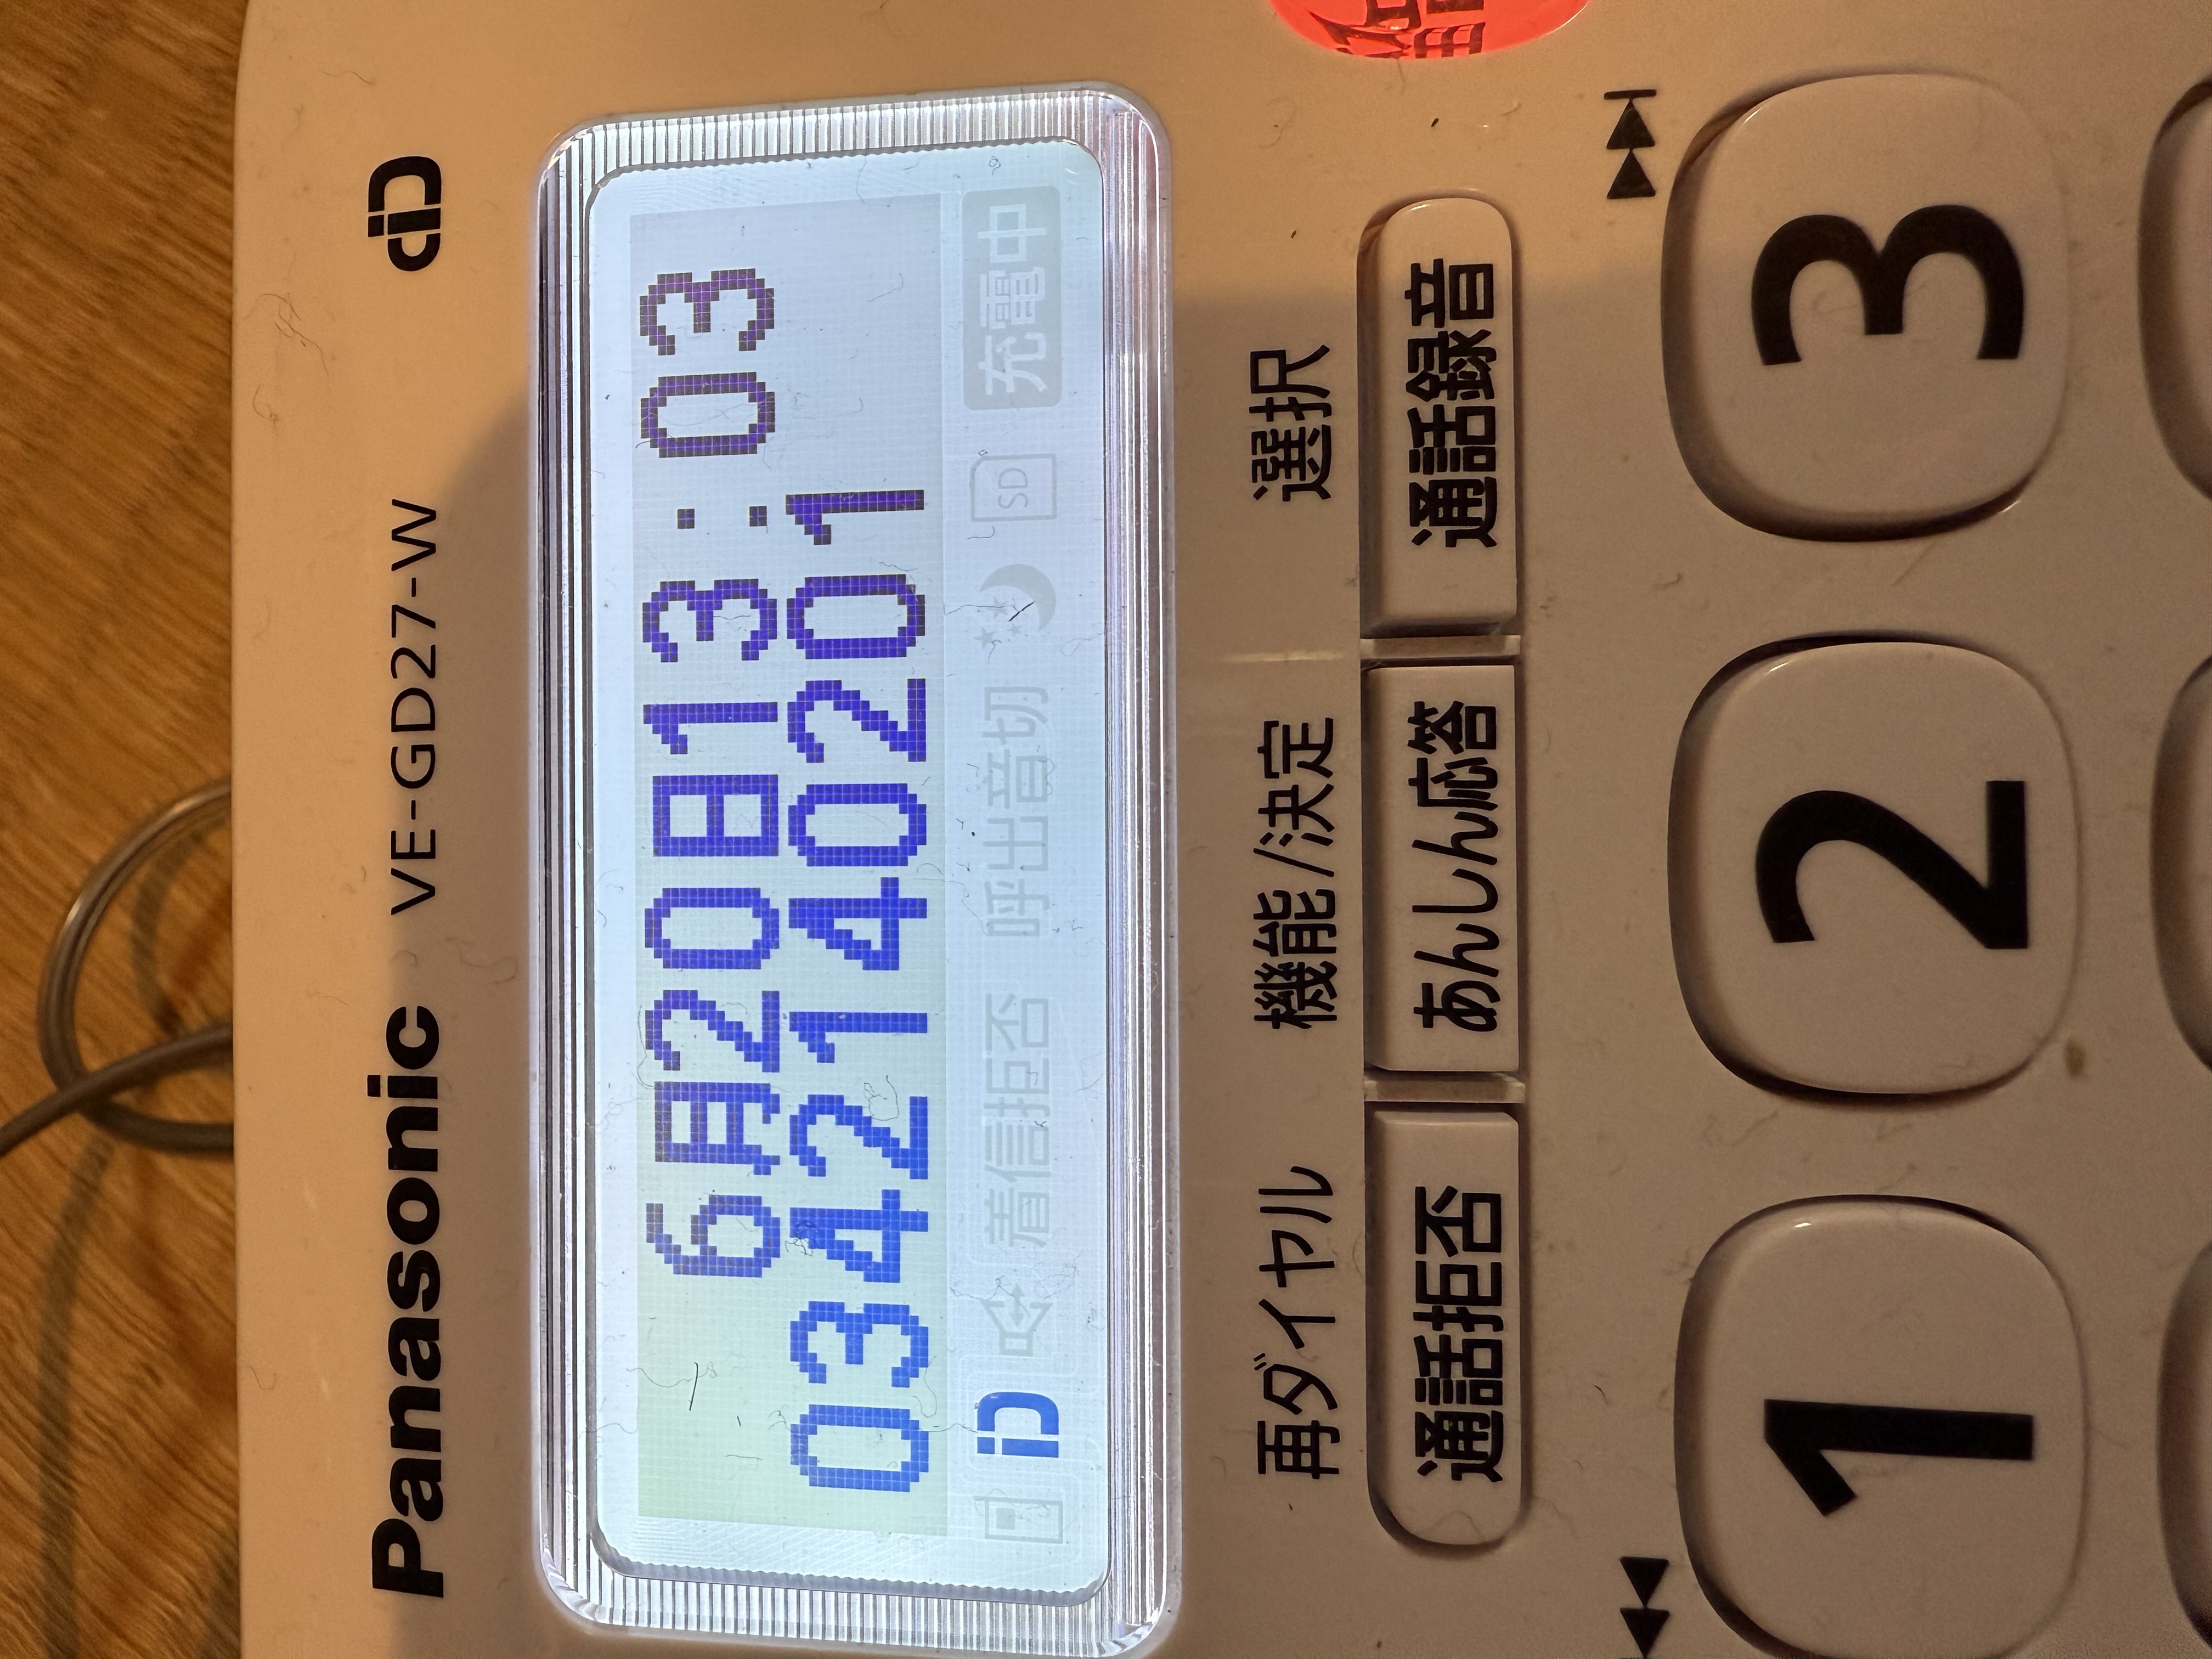 Panasonic VE-GD27-W iD
6月20日13:03
0342140201
iD 着信拒否 呼出音切 SD 充電中
再ダイヤル 機能/決定 選択
通話拒否 あんしん応答 通話録音
1 2 3